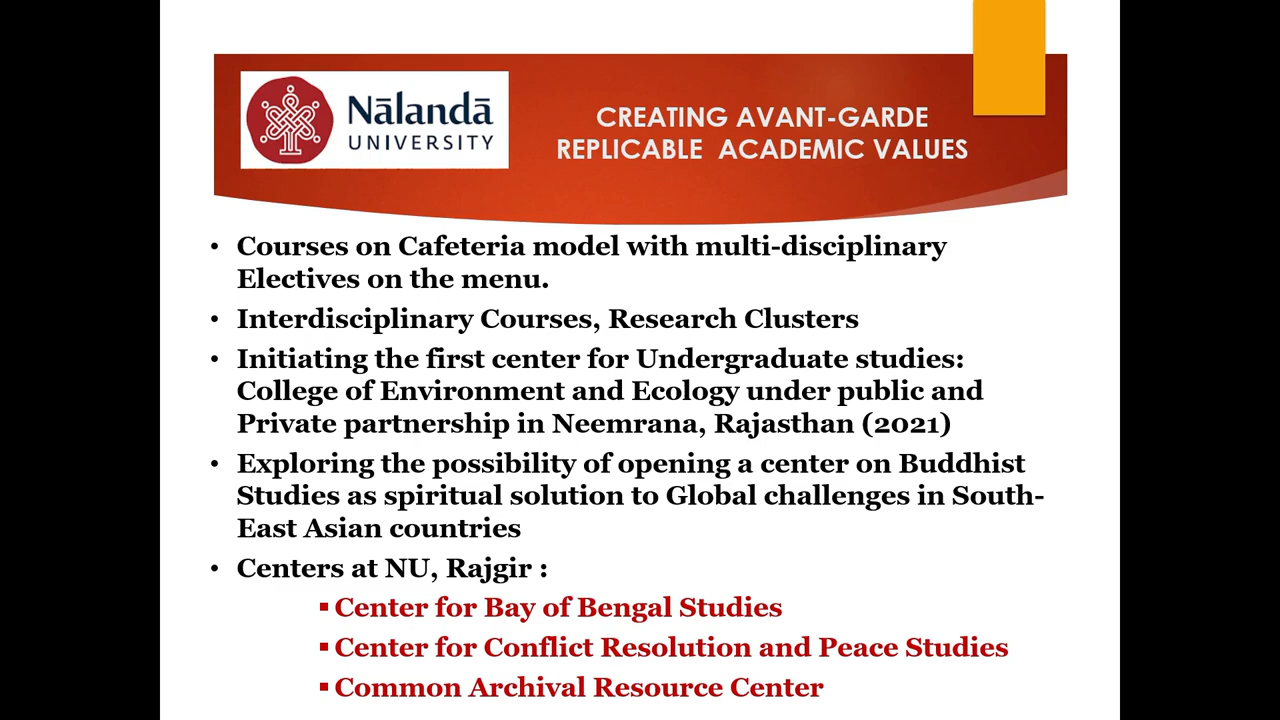 Nālandā
UNIVERSITY
CREATING AVANT-GARDE
REPLICABLE ACADEMIC VALUES
• Courses on Cafeteria model with multi-disciplinary
Electives on the menu.
• Interdisciplinary Courses, Research Clusters
• Initiating the first center for Undergraduate studies:
College of Environment and Ecology under public and
Private partnership in Neemrana, Rajasthan (2021)
• Exploring the possibility of opening a center on Buddhist
Studies as spiritual solution to Global challenges in South-
East Asian countries
• Centers at NU, Rajgir :
▪ Center for Bay of Bengal Studies
▪ Center for Conflict Resolution and Peace Studies
▪ Common Archival Resource Center